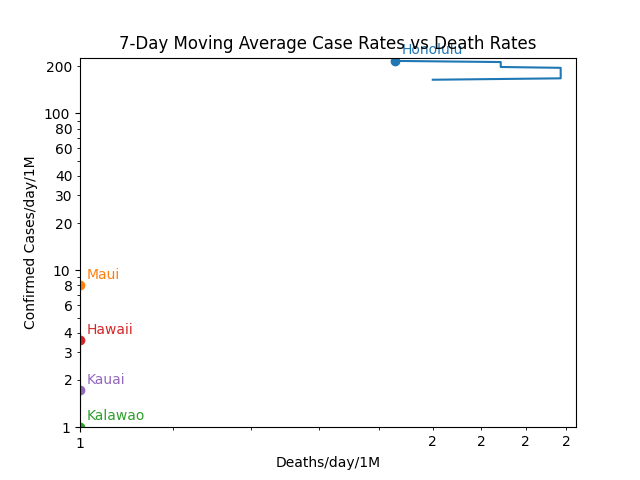 7-Day Moving Average Case Rates vs Death Rates
Honolulu
200
100
80
60
40
30
20
10
8
6
4
3
2
1
Confirmed Cases/day/1M
Maui
Hawaii
Kauai
Kalawao
1
2
2
2
2
Deaths/day/1M